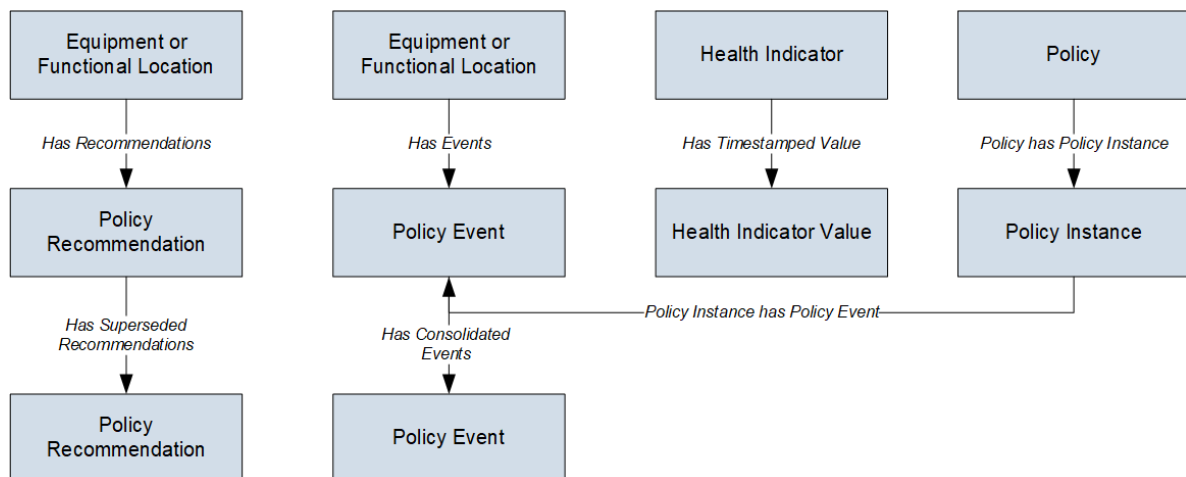 Equipment or
Functional Location
Equipment or
Functional Location
Health Indicator
Policy
Has Recommendations
Has Events
Has Timestamped Value
Policy has Policy Instance
Policy
Recommendation
Policy Event
Health Indicator Value
Policy Instance
Has Superseded
Recommendations
Has Consolidated
Events
Policy Instance has Policy Event
Policy
Recommendation
Policy Event